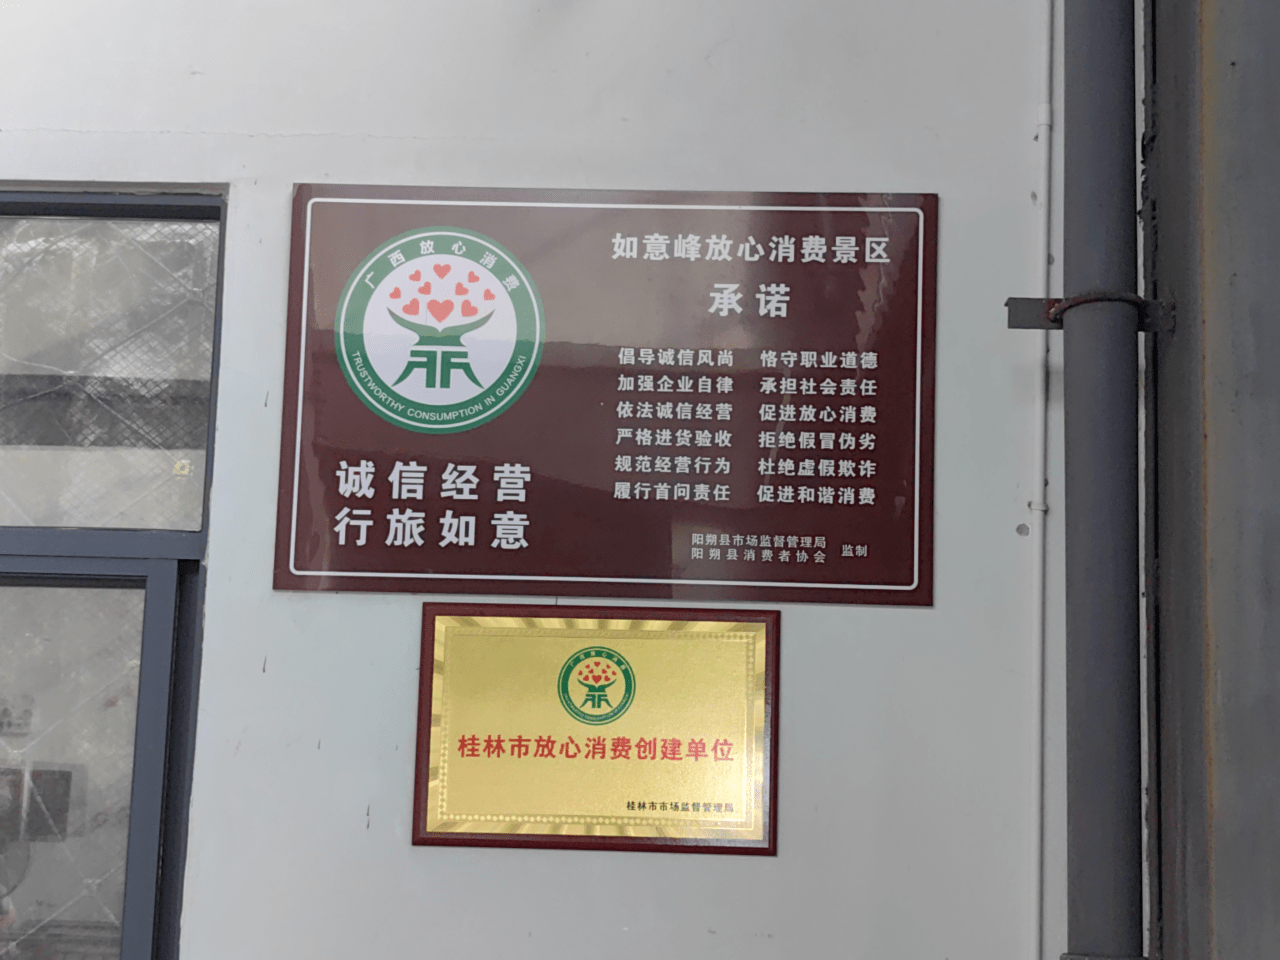 广西放心消费
TRUSTWORTHY CONSUMPTION IN GUANGXI
诚信经营
行旅如意
如意峰放心消费景区
承诺
倡导诚信风尚 恪守职业道德
加强企业自律 承担社会责任
依法诚信经营 促进放心消费
严格进货验收 拒绝假冒伪劣
规范经营行为 杜绝虚假欺诈
履行首问责任 促进和谐消费
阳朔县市场监督管理局
阳朔县消费者协会 监制
广西放心消费
桂林市放心消费创建单位
桂林市市场监督管理局